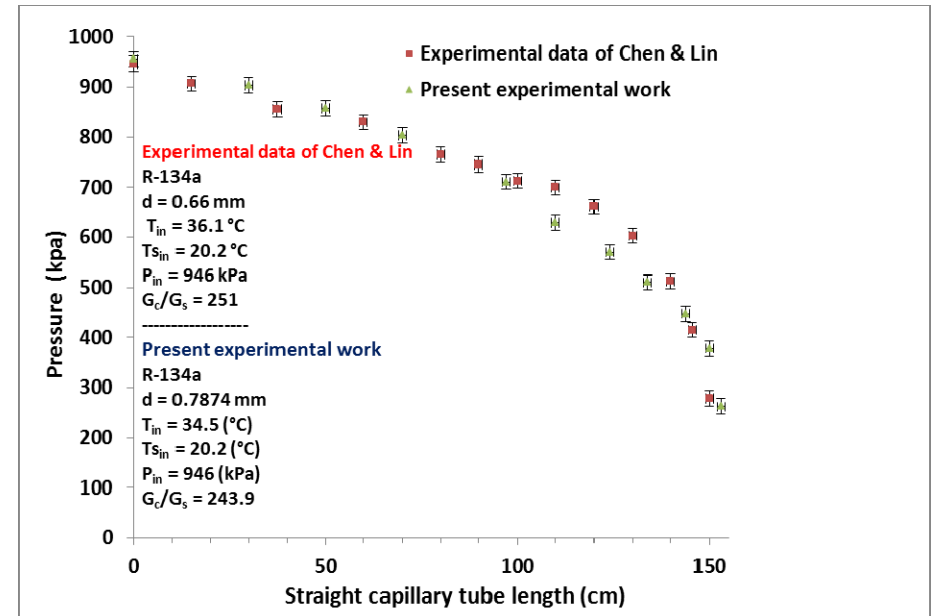 1000
900
800
700
600
500
400
300
200
100
0
Pressure (kpa)
Experimental data of Chen & Lin
Present experimental work
Experimental data of Chen & Lin
R-134a
d = 0.66 mm
Tin = 36.1 °C
Tsin = 20.2 °C
Pin = 946 kPa
Gc/Gs = 251
------------------
Present experimental work
R-134a
d = 0.7874 mm
Tin = 34.5 (°C)
Tsin = 20.2 (°C)
Pin = 946 (kPa)
Gc/Gs = 243.9
0 50 100 150
Straight capillary tube length (cm)